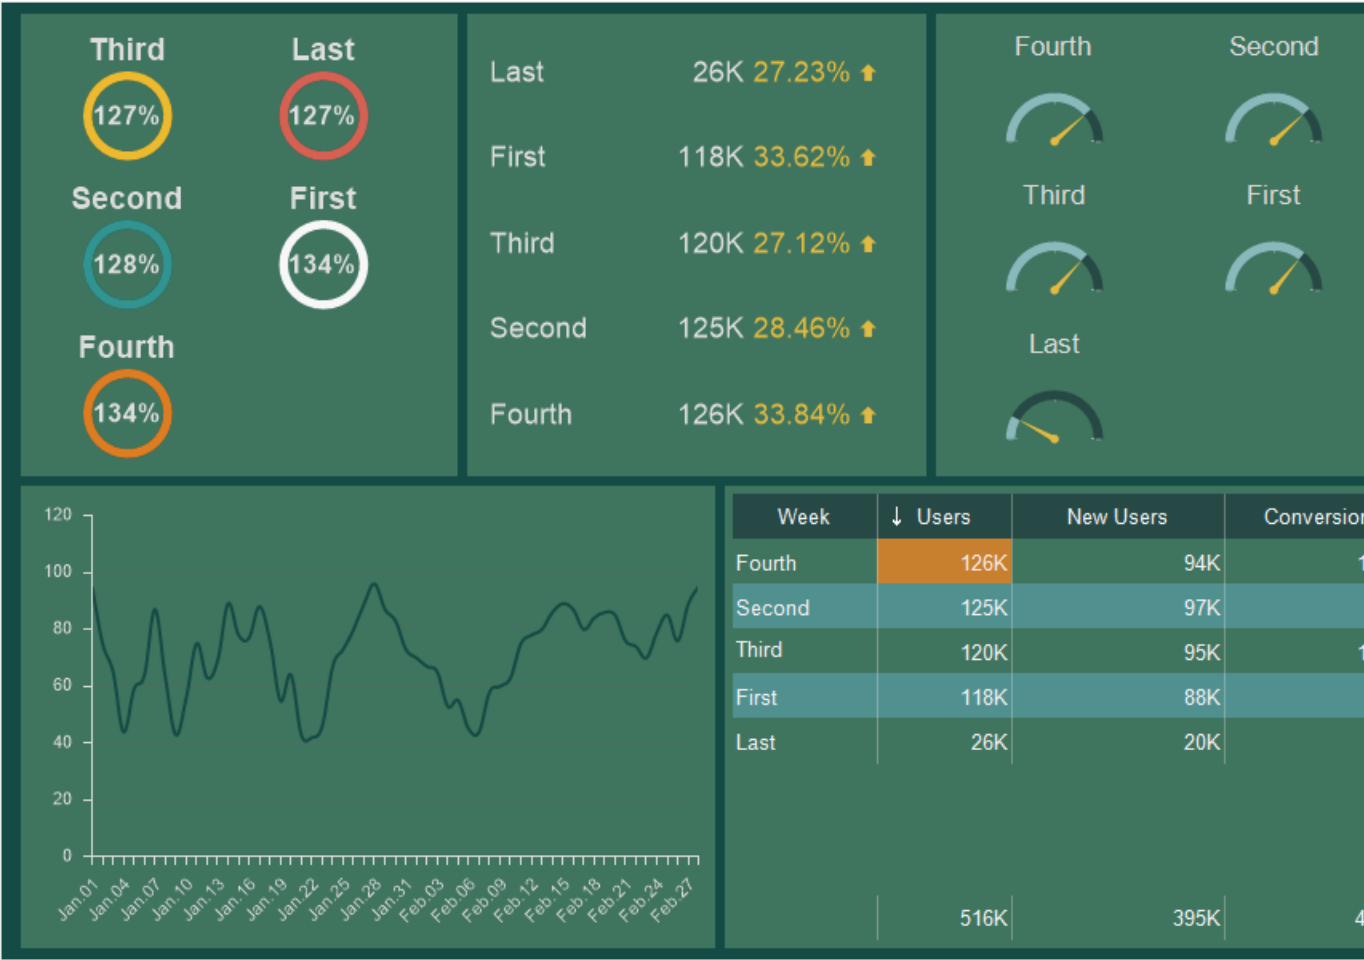 Third Last
127% 127%
Second First
128% 134%
Fourth
134%
Last 26K 27.23%
First 118K 33.62%
Third 120K 27.12%
Second 125K 28.46%
Fourth 126K 33.84%
Fourth Second
Third First
Last
120
100
80
60
40
20
0
Jan.01 Jan.04 Jan.07 Jan.10 Jan.13 Jan.16 Jan.19 Jan.22 Jan.25 Jan.28 Jan.31 Feb.03 Feb.06 Feb.09 Feb.12 Feb.15 Feb.18 Feb.21 Feb.24 Feb.27
Week ↓ Users New Users
Fourth 126K 94K
Second 125K 97K
Third 120K 95K
First 118K 88K
Last 26K 20K
516K 395K